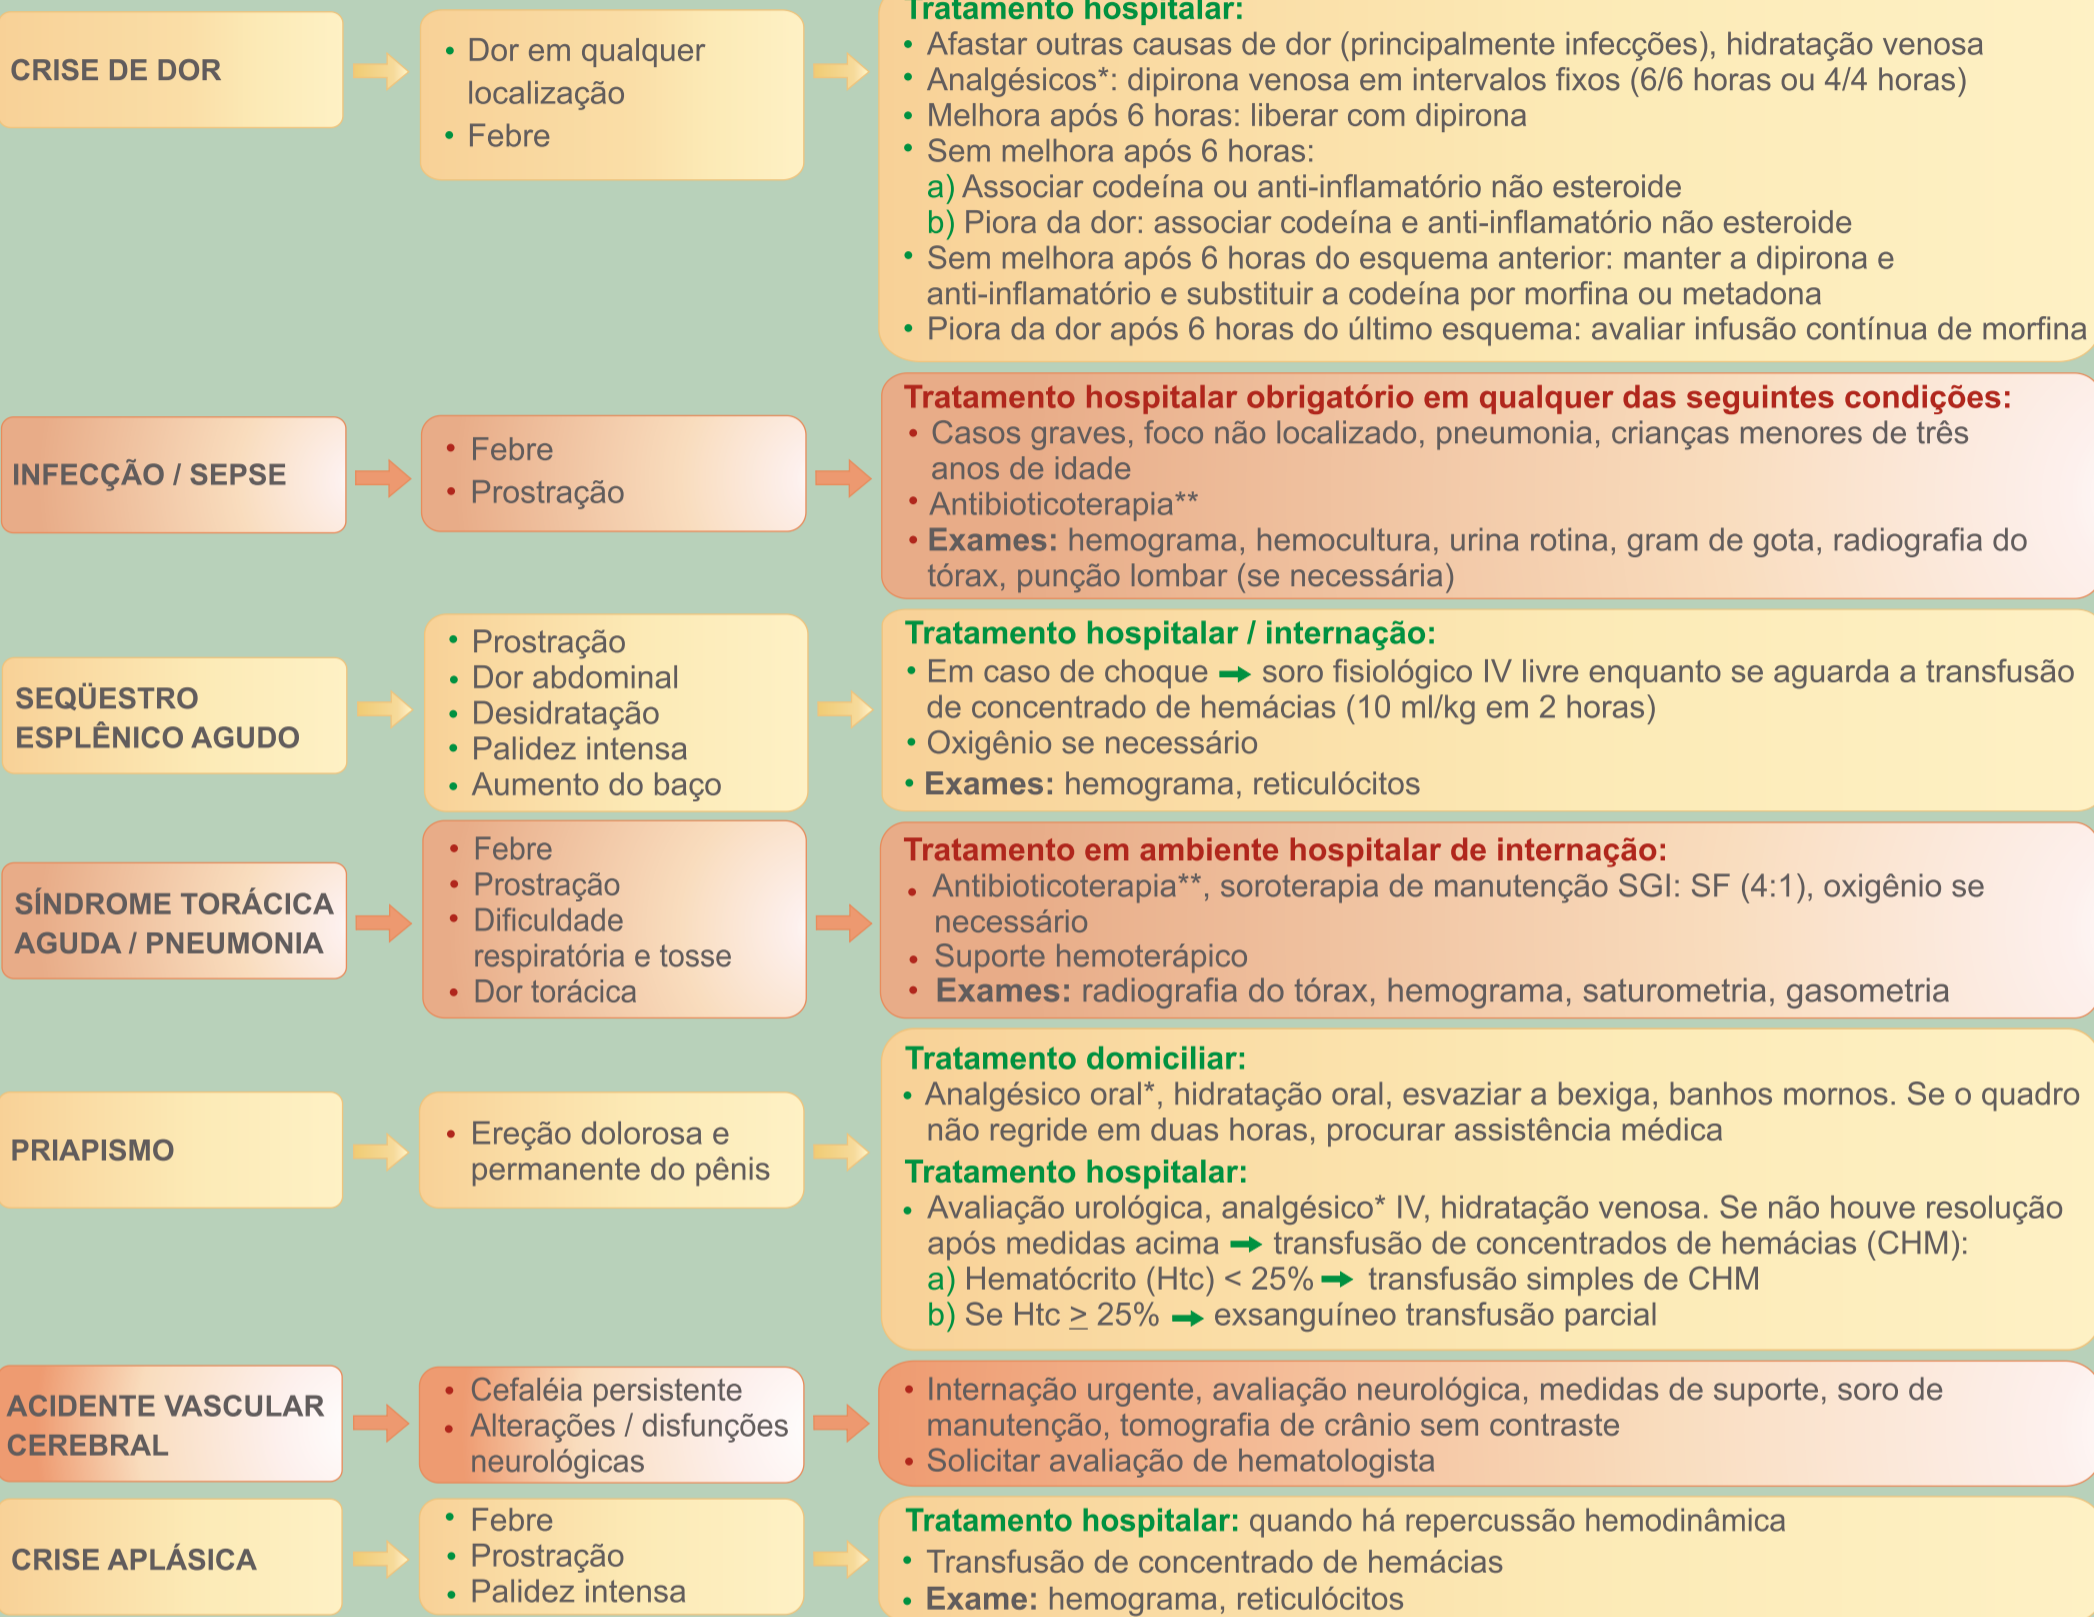 CRISE DE DOR
• Dor em qualquer
localização
• Febre
Tratamento hospitalar:
• Afastar outras causas de dor (principalmente infecções), hidratação venosa
• Analgésicos*: dipirona venosa em intervalos fixos (6/6 horas ou 4/4 horas)
• Melhora após 6 horas: liberar com dipirona
• Sem melhora após 6 horas:
a) Associar codeína ou anti-inflamatório não esteroide
b) Piora da dor: associar codeína e anti-inflamatório não esteroide
• Sem melhora após 6 horas do esquema anterior: manter a dipirona e
anti-inflamatório e substituir a codeína por morfina ou metadona
• Piora da dor após 6 horas do último esquema: avaliar infusão contínua de morfina
INFECÇÃO / SEPSE
• Febre
• Prostração
Tratamento hospitalar obrigatório em qualquer das seguintes condições:
• Casos graves, foco não localizado, pneumonia, crianças menores de três
anos de idade
• Antibioticoterapia**
• Exames: hemograma, hemocultura, urina rotina, gram de gota, radiografia do
tórax, punção lombar (se necessária)
SEQÜESTRO
ESPLÊNICO AGUDO
• Prostração
• Dor abdominal
• Desidratação
• Palidez intensa
• Aumento do baço
Tratamento hospitalar / internação:
• Em caso de choque → soro fisiológico IV livre enquanto se aguarda a transfusão
de concentrado de hemácias (10 ml/kg em 2 horas)
• Oxigênio se necessário
• Exames: hemograma, reticulócitos
SÍNDROME TORÁCICA
AGUDA / PNEUMONIA
• Febre
• Prostração
• Dificuldade
respiratória e tosse
• Dor torácica
Tratamento em ambiente hospitalar de internação:
• Antibioticoterapia**, soroterapia de manutenção SGI: SF (4:1), oxigênio se
necessário
• Suporte hemoterápico
• Exames: radiografia do tórax, hemograma, saturometria, gasometria
PRIAPISMO
• Ereção dolorosa e
permanente do pênis
Tratamento domiciliar:
• Analgésico oral*, hidratação oral, esvaziar a bexiga, banhos mornos. Se o quadro
não regride em duas horas, procurar assistência médica
Tratamento hospitalar:
• Avaliação urológica, analgésico* IV, hidratação venosa. Se não houve resolução
após medidas acima → transfusão de concentrados de hemácias (CHM):
a) Hematócrito (Htc) < 25% → transfusão simples de CHM
b) Se Htc ≥ 25% → exsanguíneo transfusão parcial
ACIDENTE VASCULAR
CEREBRAL
• Cefaléia persistente
• Alterações / disfunções
neurológicas
• Internação urgente, avaliação neurológica, medidas de suporte, soro de
manutenção, tomografia de crânio sem contraste
• Solicitar avaliação de hematologista
CRISE APLÁSICA
• Febre
• Prostração
• Palidez intensa
Tratamento hospitalar: quando há repercussão hemodinâmica
• Transfusão de concentrado de hemácias
• Exame: hemograma, reticulócitos